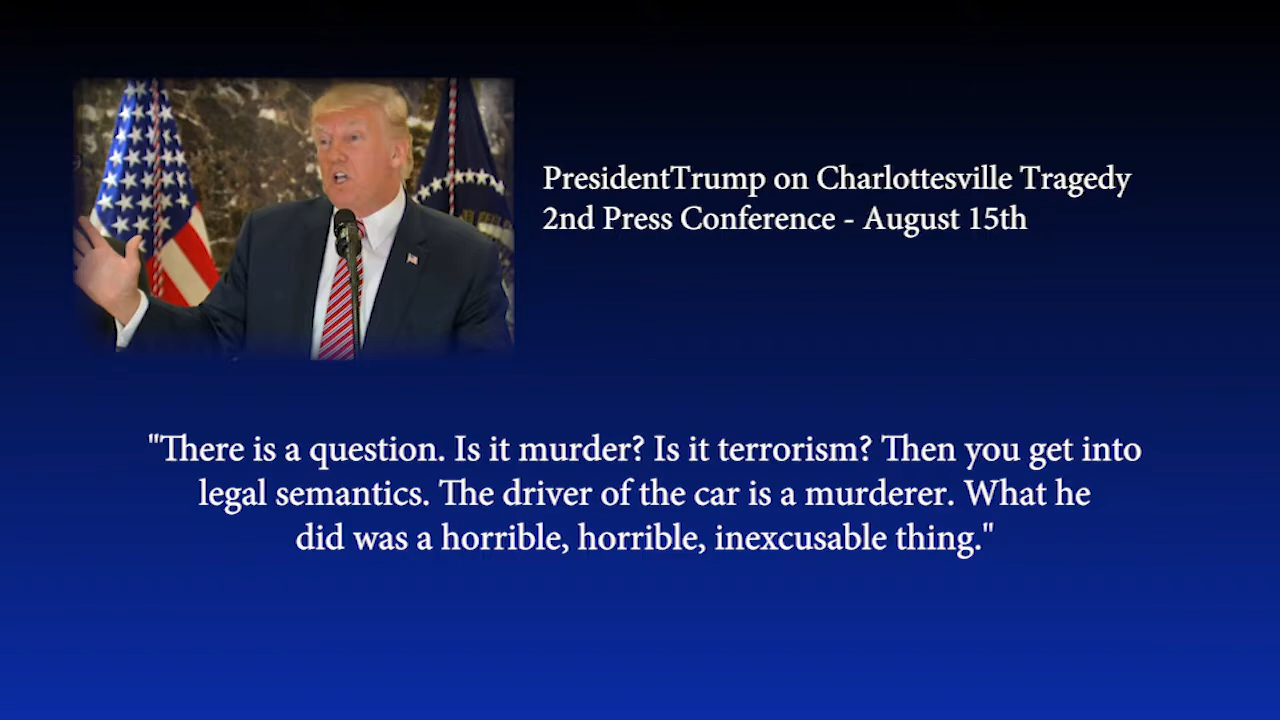 PresidentTrump on Charlottesville Tragedy
2nd Press Conference - August 15th
"There is a question. Is it murder? Is it terrorism? Then you get into
legal semantics. The driver of the car is a murderer. What he
did was a horrible, horrible, inexcusable thing."